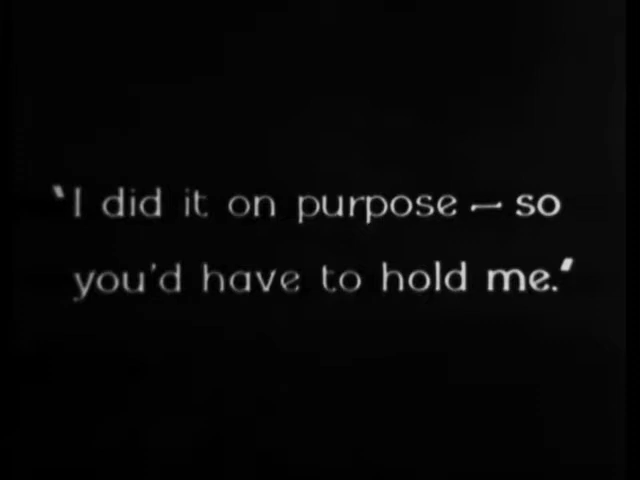 "I did it on purpose — so
you'd have to hold me."